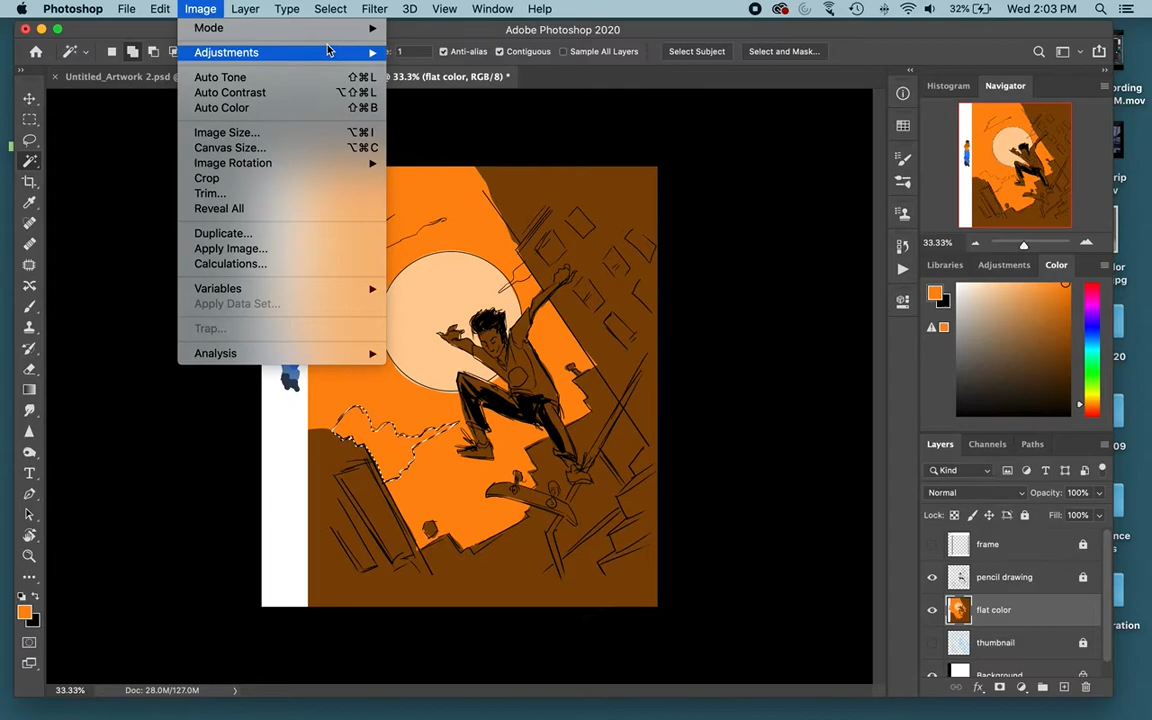 Photoshop File Edit Image Layer Type Select Filter 3D View Window Help 32% Wed 2:03 PM
Adobe Photoshop 2020
1 Anti-alias Contiguous Sample All Layers Select Subject Select and Mask...
Untitled_Artwork 2.psd @ 33.3% (flat color, RGB/8) *
Mode
Adjustments
Auto Tone ⇧⌘L
Auto Contrast ⌥⇧⌘L
Auto Color ⇧⌘B
Image Size... ⌥⌘I
Canvas Size... ⌥⌘C
Image Rotation
Crop
Trim...
Reveal All
Duplicate...
Apply Image...
Calculations...
Variables
Apply Data Set...
Trap...
Analysis
Histogram Navigator
33.33%
Libraries Adjustments Color
Layers Channels Paths
Kind
Normal Opacity: 100%
Lock: Fill: 100%
frame
pencil drawing
flat color
thumbnail
Background
33.33% Doc: 28.0M/127.0M